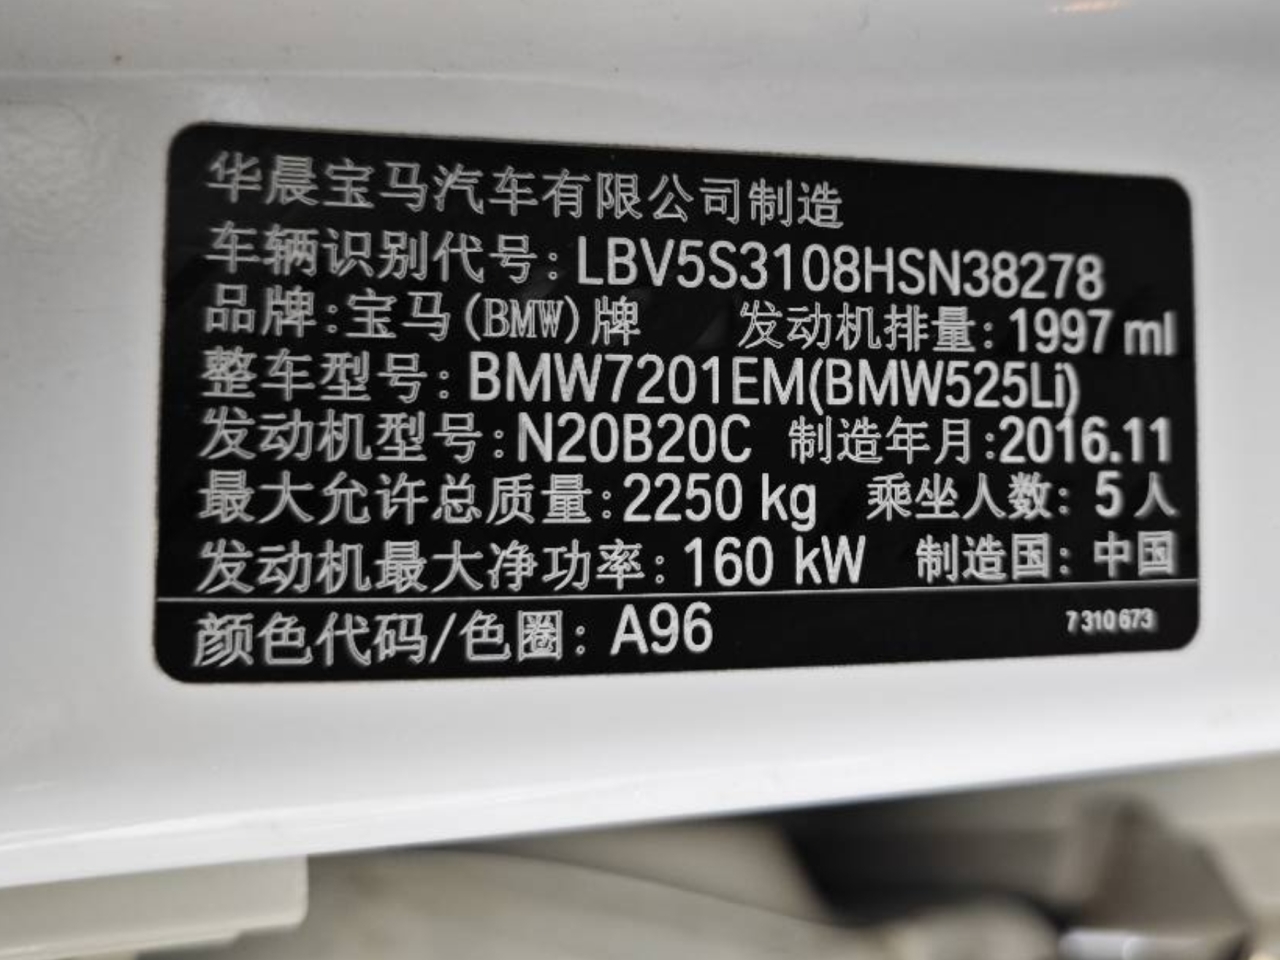 华晨宝马汽车有限公司制造
车辆识别代号:LBV5S3108HSN38278
品牌:宝马(BMW)牌 发动机排量:1997 ml
整车型号:BMW7201EM(BMW525Li)
发动机型号:N20B20C 制造年月:2016.11
最大允许总质量:2250 kg 乘坐人数:5人
发动机最大净功率:160 kW 制造国:中国
颜色代码/色圈:A96 7310673